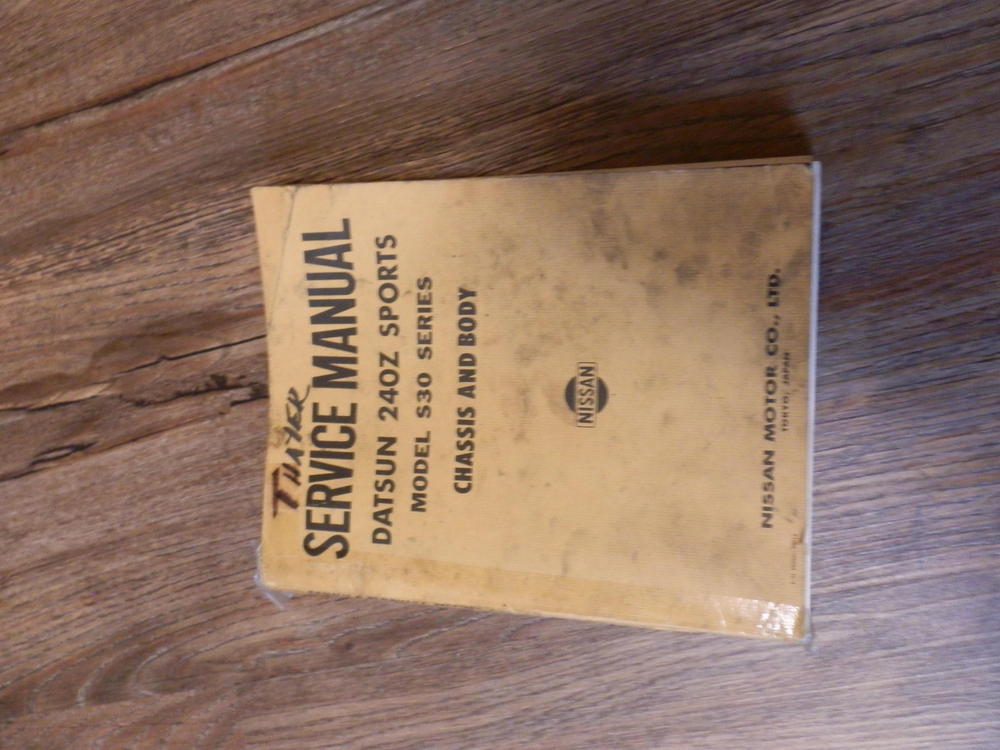 THAYER
SERVICE MANUAL
DATSUN 240Z SPORTS
MODEL S30 SERIES
CHASSIS AND BODY
NISSAN
NISSAN MOTOR CO., LTD.
TOKYO, JAPAN